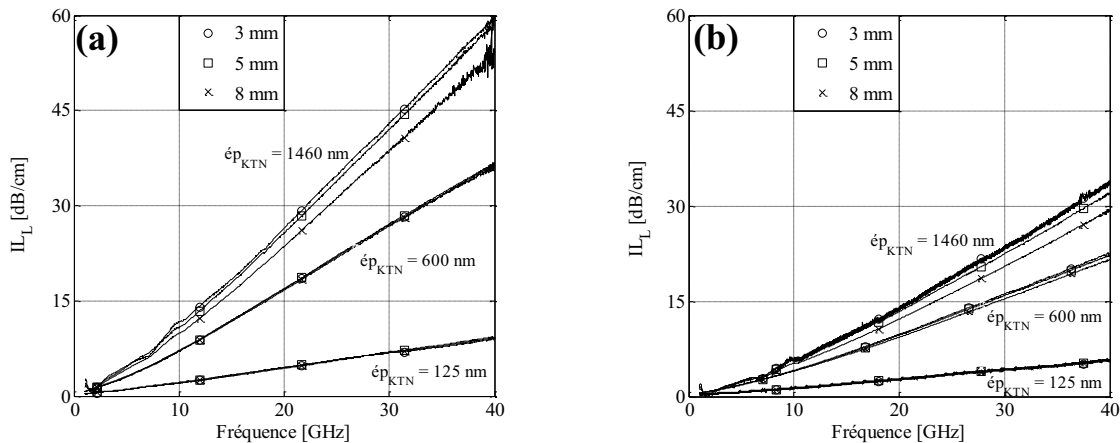 (a)
3 mm
5 mm
8 mm
ép_KTN = 1460 nm
ép_KTN = 600 nm
ép_KTN = 125 nm
60
45
30
15
0
IL_L [dB/cm]
0 10 20 30 40
Fréquence [GHz]
(b)
3 mm
5 mm
8 mm
ép_KTN = 1460 nm
ép_KTN = 600 nm
ép_KTN = 125 nm
60
45
30
15
0
IL_L [dB/cm]
0 10 20 30 40
Fréquence [GHz]